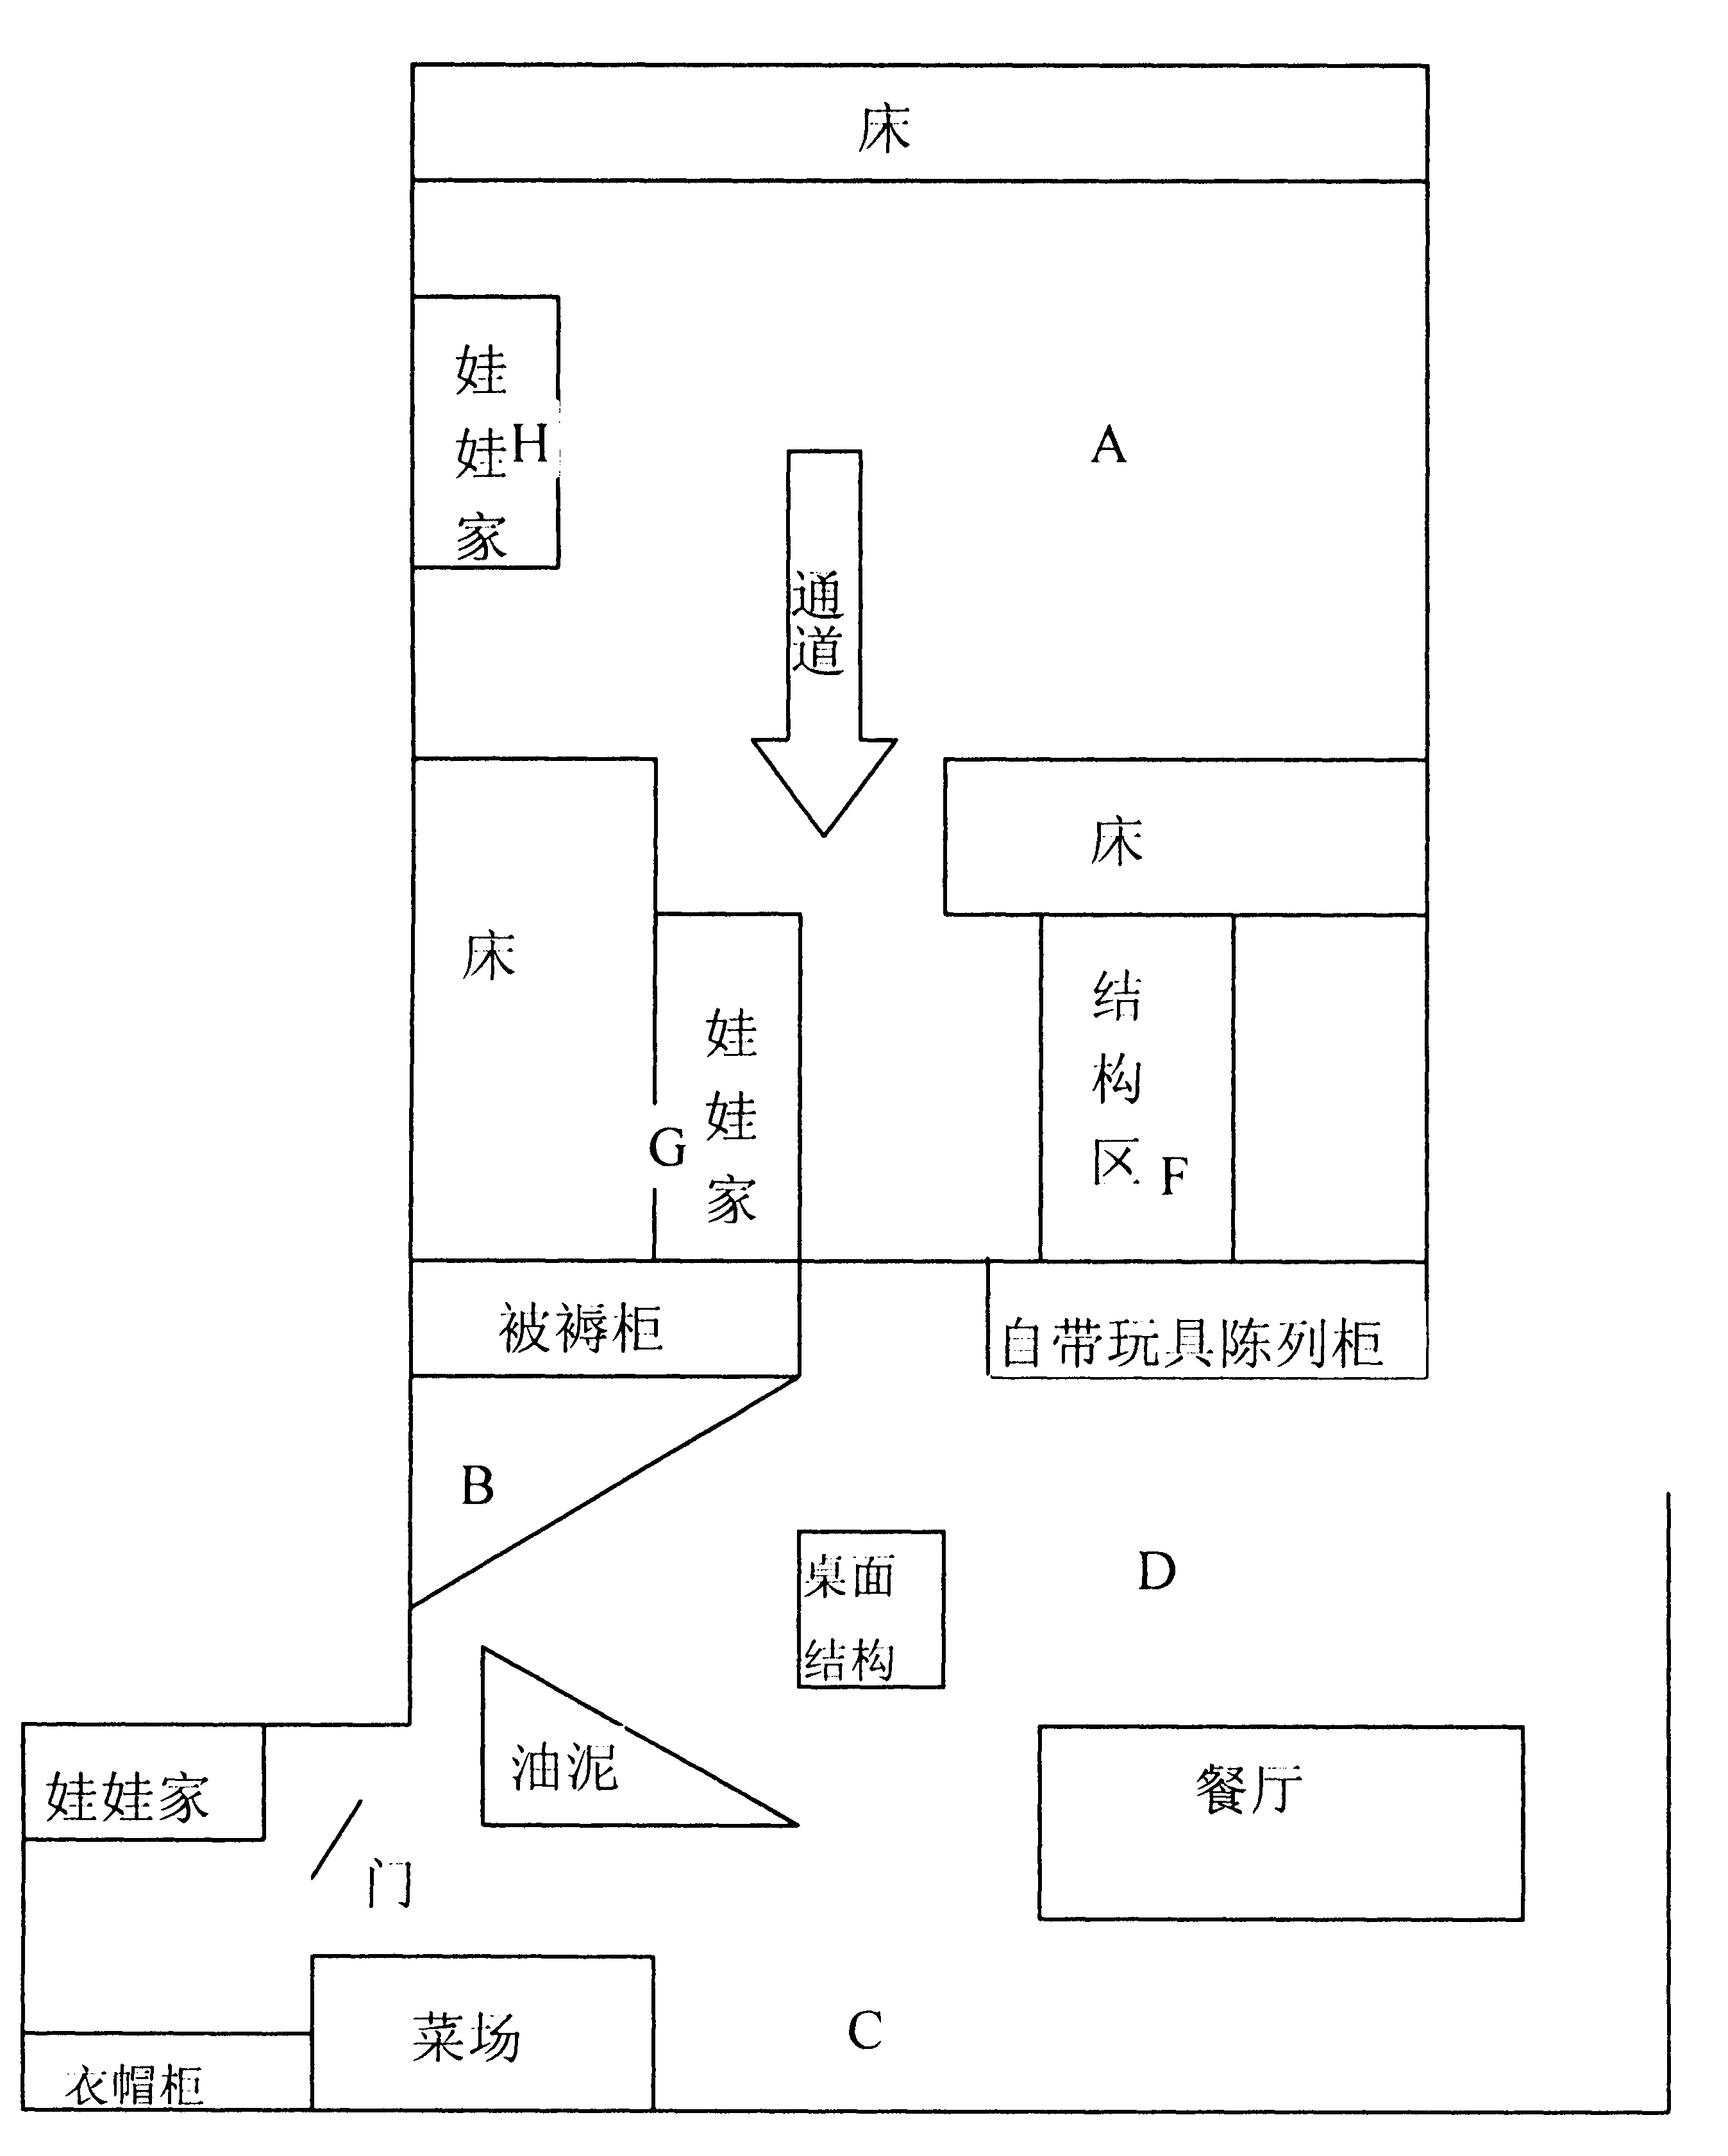 床
娃
娃H
家
A
通
道
床
床
娃
娃
家
G
结
构
区
F
被褥柜
自带玩具陈列柜
B
桌面
结构
D
油泥
餐厅
娃娃家
门
菜场
C
衣帽柜